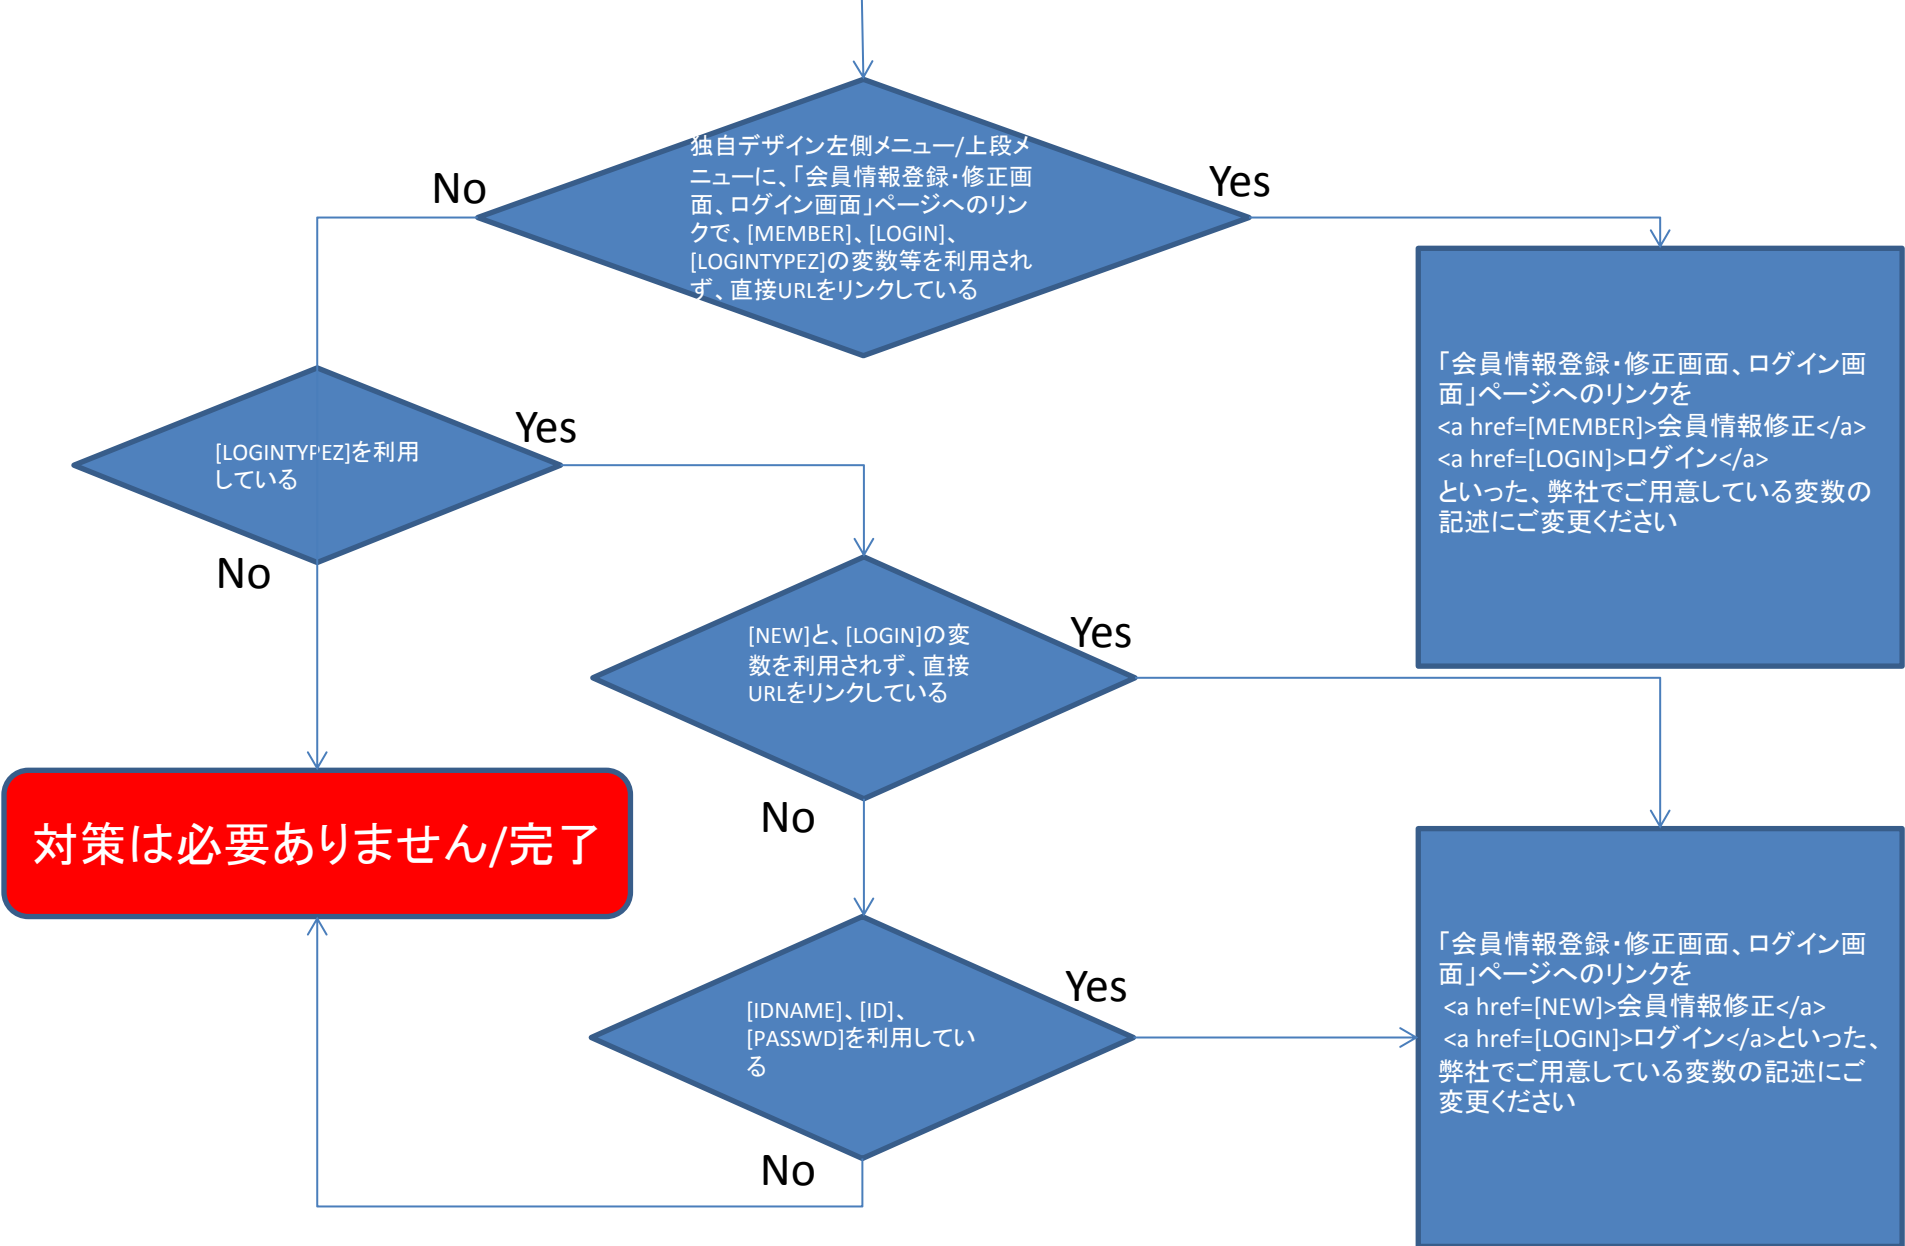 独自デザイン左側メニュー/上段メ
ニューに、「会員情報登録・修正画
面、ログイン画面」ページへのリン
クで、[MEMBER]、[LOGIN]、
[LOGINTYPEZ]の変数等を利用され
ず、直接URLをリンクしている
No
Yes
「会員情報登録・修正画面、ログイン画
面」ページへのリンクを
<a href=[MEMBER]>会員情報修正</a>
<a href=[LOGIN]>ログイン</a>
といった、弊社でご用意している変数の
記述にご変更ください
[LOGINTYPEZ]を利用
している
Yes
No
[NEW]と、[LOGIN]の変
数を利用されず、直接
URLをリンクしている
Yes
No
対策は必要ありません/完了
[IDNAME]、[ID]、
[PASSWD]を利用してい
る
Yes
No
「会員情報登録・修正画面、ログイン画
面」ページへのリンクを
<a href=[NEW]>会員情報修正</a>
<a href=[LOGIN]>ログイン</a>といった、
弊社でご用意している変数の記述にご
変更ください